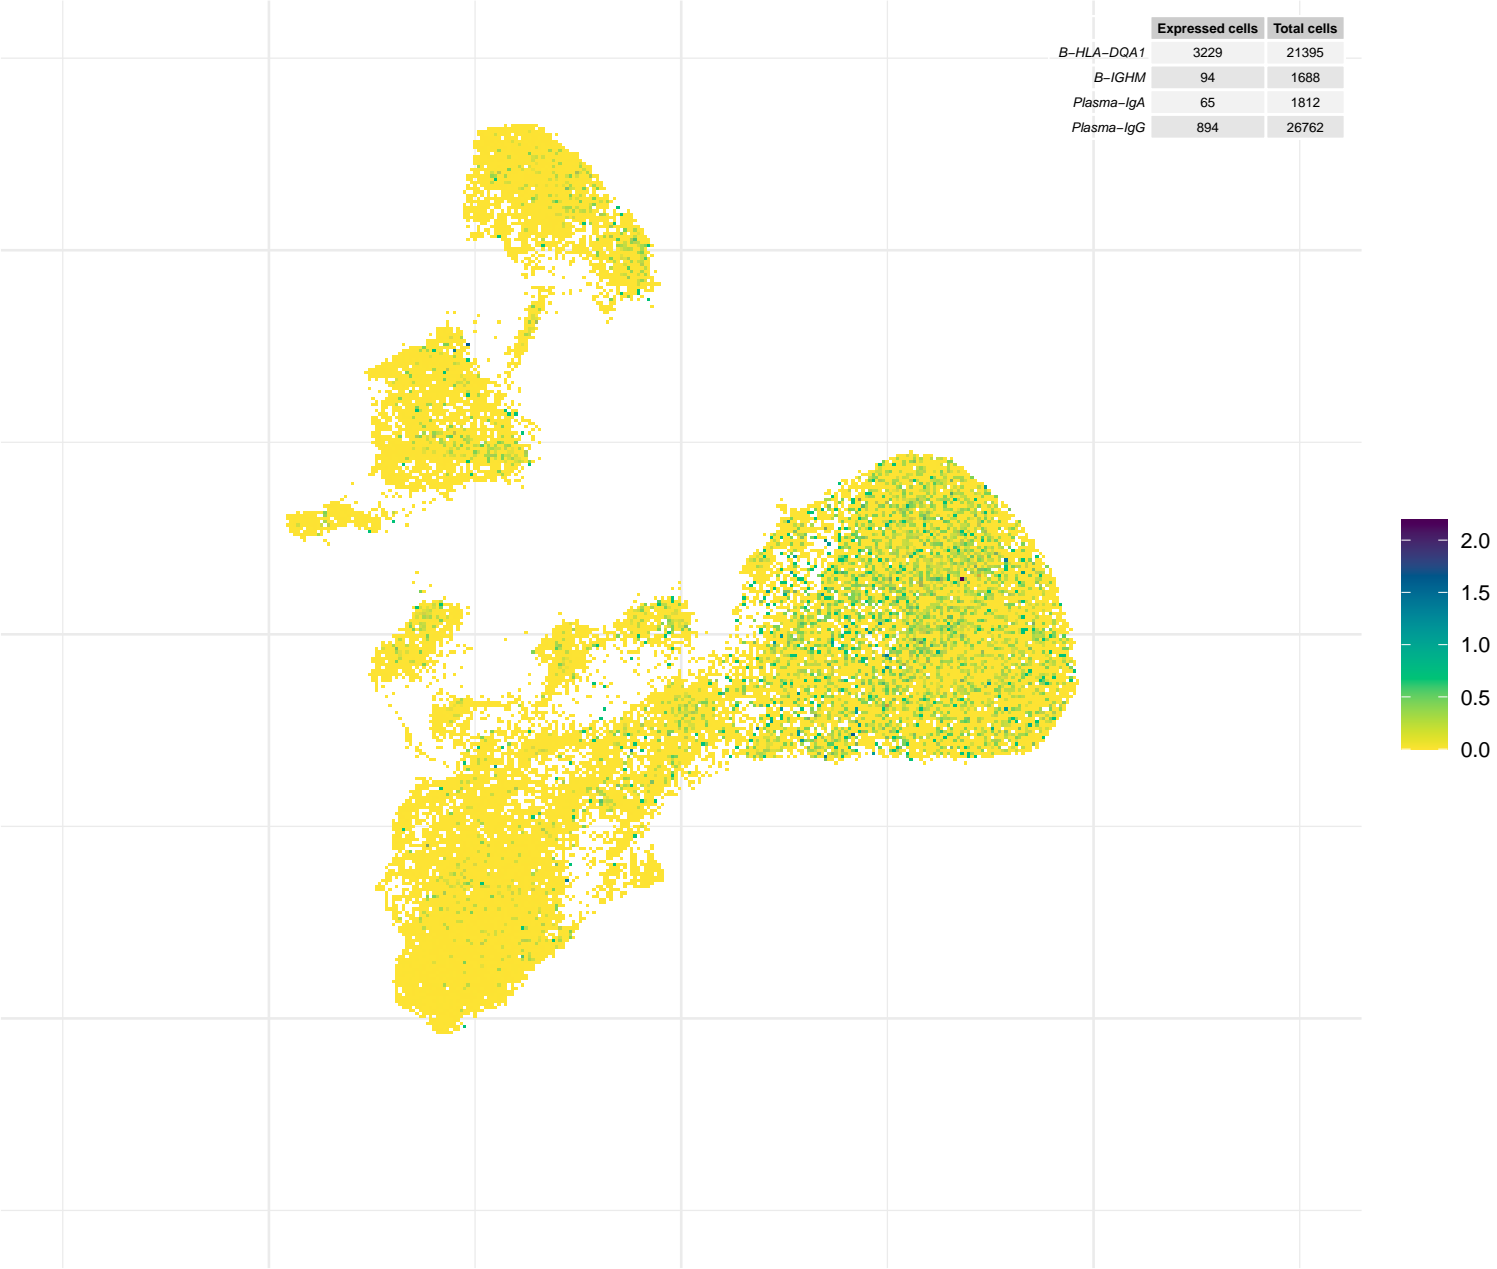 Expressed cells Total cells
B−HLA−DQA1 3229 21395
B−IGHM 94 1688
Plasma−IgA 65 1812
Plasma−IgG 894 26762
2.0
1.5
1.0
0.5
0.0